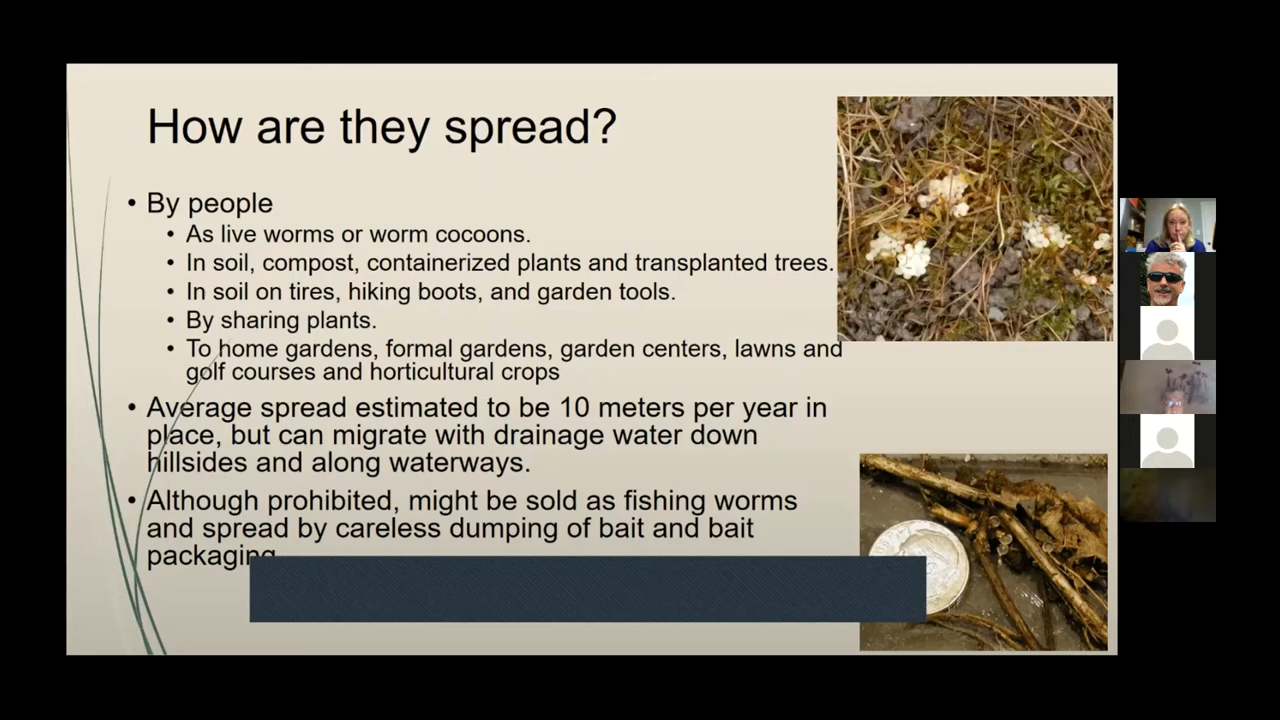 How are they spread?
• By people
• As live worms or worm cocoons.
• In soil, compost, containerized plants and transplanted trees.
• In soil on tires, hiking boots, and garden tools.
• By sharing plants.
• To home gardens, formal gardens, garden centers, lawns and
golf courses and horticultural crops
• Average spread estimated to be 10 meters per year in
place, but can migrate with drainage water down
hillsides and along waterways.
• Although prohibited, might be sold as fishing worms
and spread by careless dumping of bait and bait
packaging